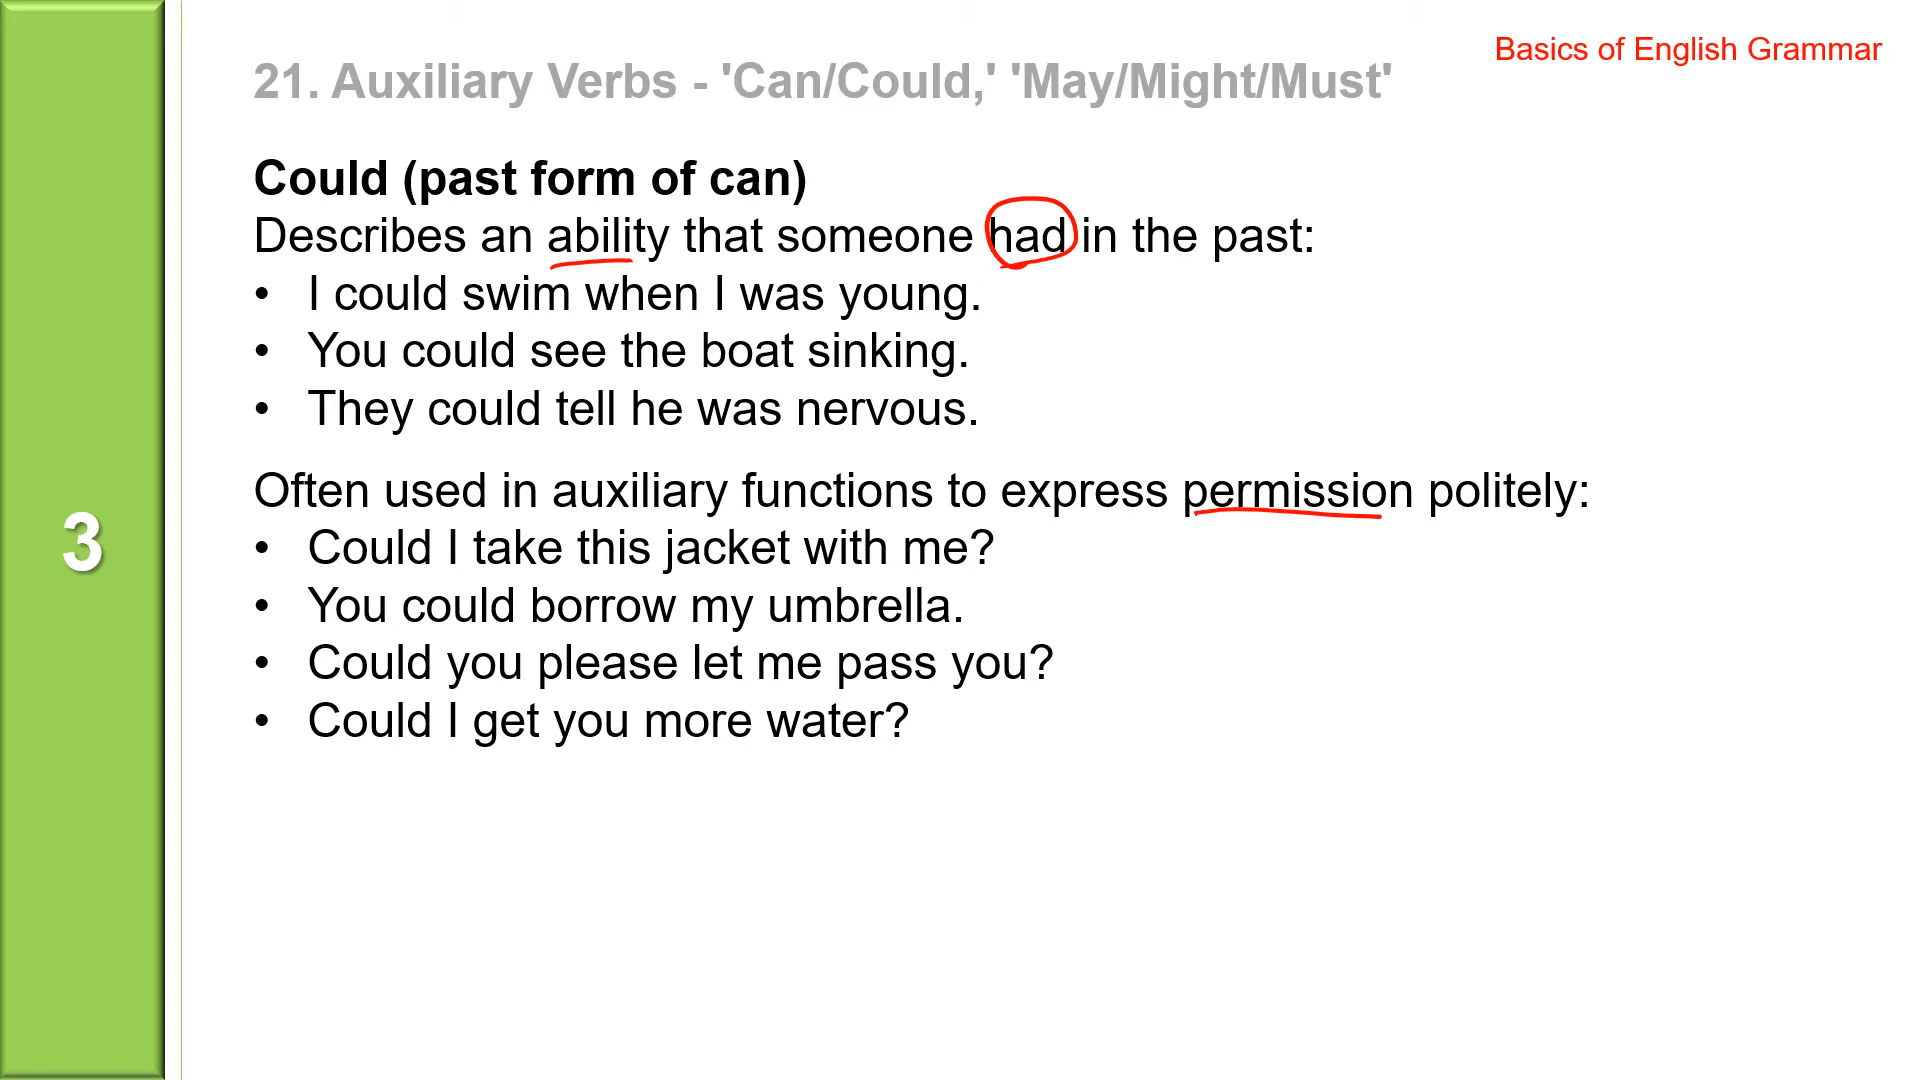 Basics of English Grammar
21. Auxiliary Verbs - 'Can/Could,' 'May/Might/Must'
Could (past form of can)
Describes an ability that someone had in the past:
• I could swim when I was young.
• You could see the boat sinking.
• They could tell he was nervous.
Often used in auxiliary functions to express permission politely:
• Could I take this jacket with me?
• You could borrow my umbrella.
• Could you please let me pass you?
• Could I get you more water?
3